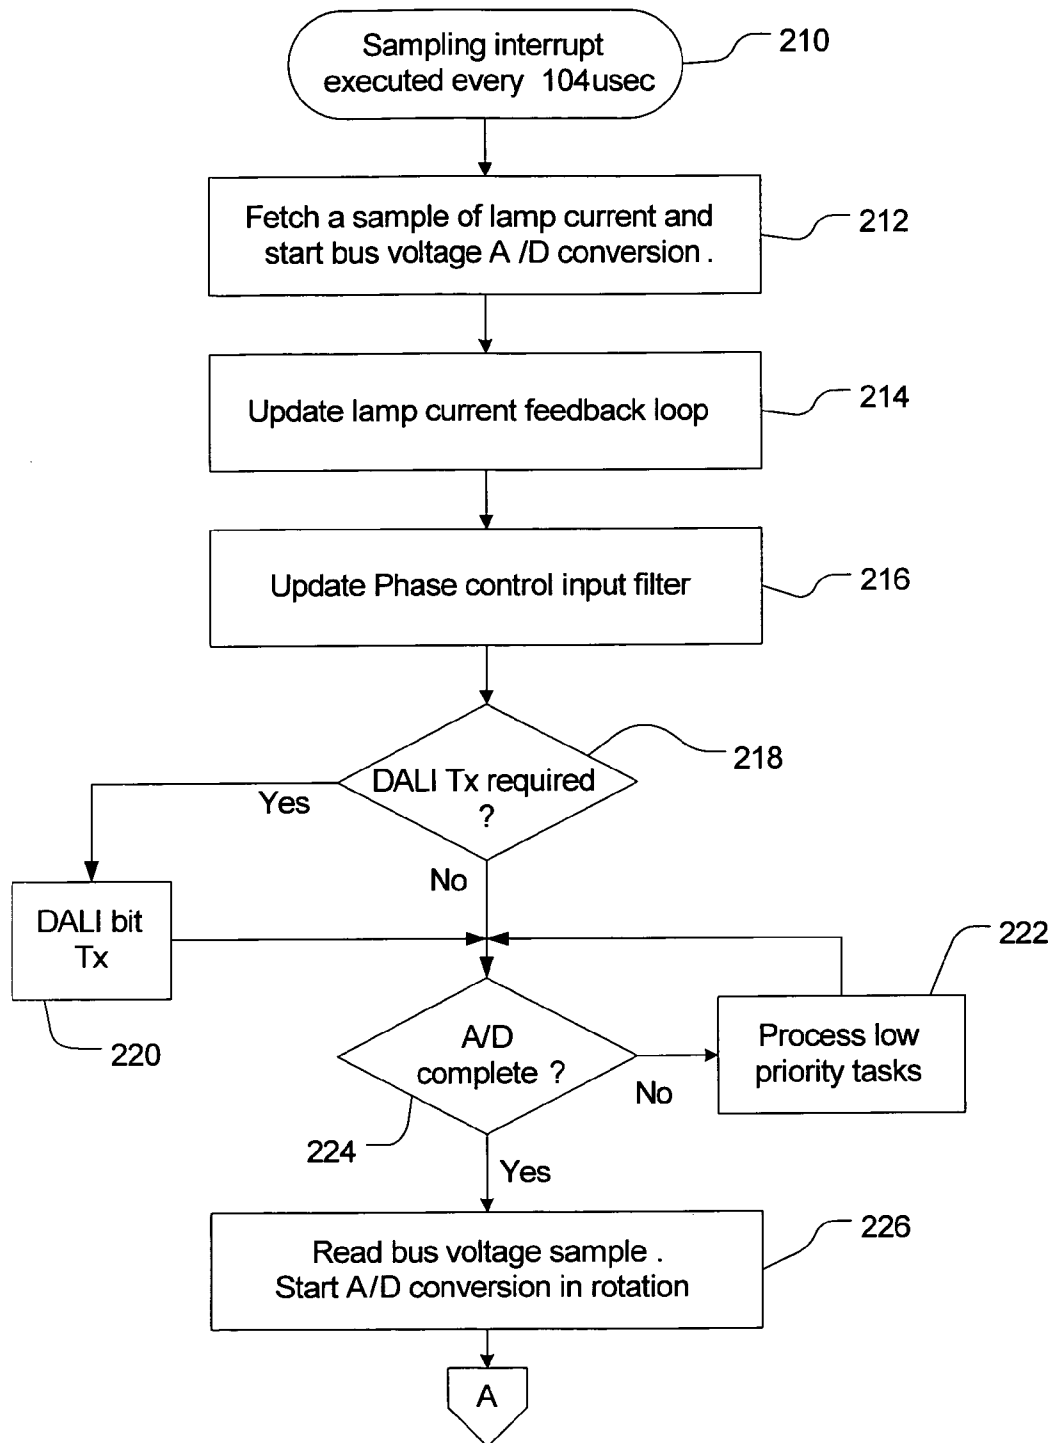 Sampling interrupt
executed every 104usec
210
Fetch a sample of lamp current and
start bus voltage A /D conversion .
212
Update lamp current feedback loop
214
Update Phase control input filter
216
DALI Tx required
?
218
Yes
No
DALI bit
Tx
220
222
Process low
priority tasks
A/D
complete ?
No
224
Yes
Read bus voltage sample .
Start A/D conversion in rotation
226
A